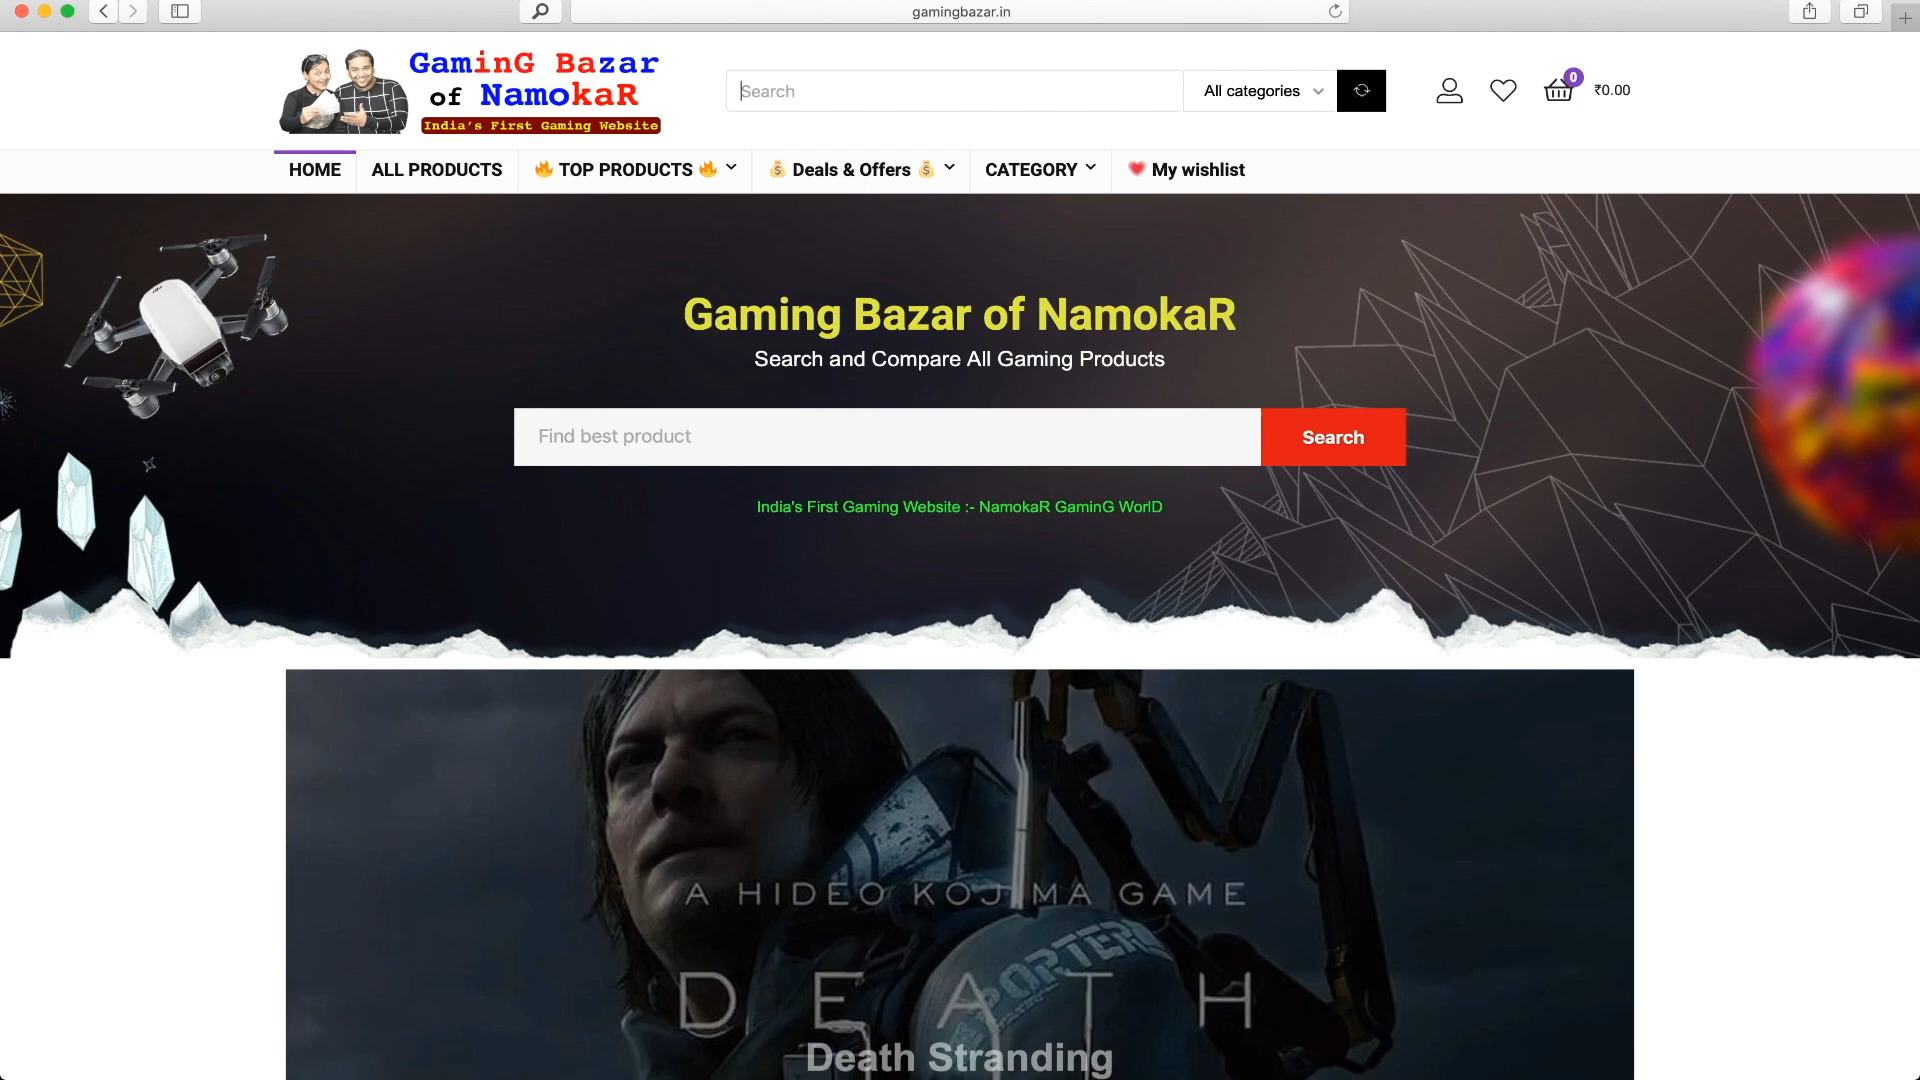 gamingbazar.in
GaminG Bazar
of NamokaR
India's First Gaming Website
Search
All categories
0
₹0.00
HOME
ALL PRODUCTS
🔥 TOP PRODUCTS 🔥
💰 Deals & Offers 💰
CATEGORY
💗 My wishlist
Gaming Bazar of NamokaR
Search and Compare All Gaming Products
Find best product
Search
India's First Gaming Website :- NamokaR GaminG WorlD
A HIDEO KOJIMA GAME
PORTER
DEATH
Death Stranding